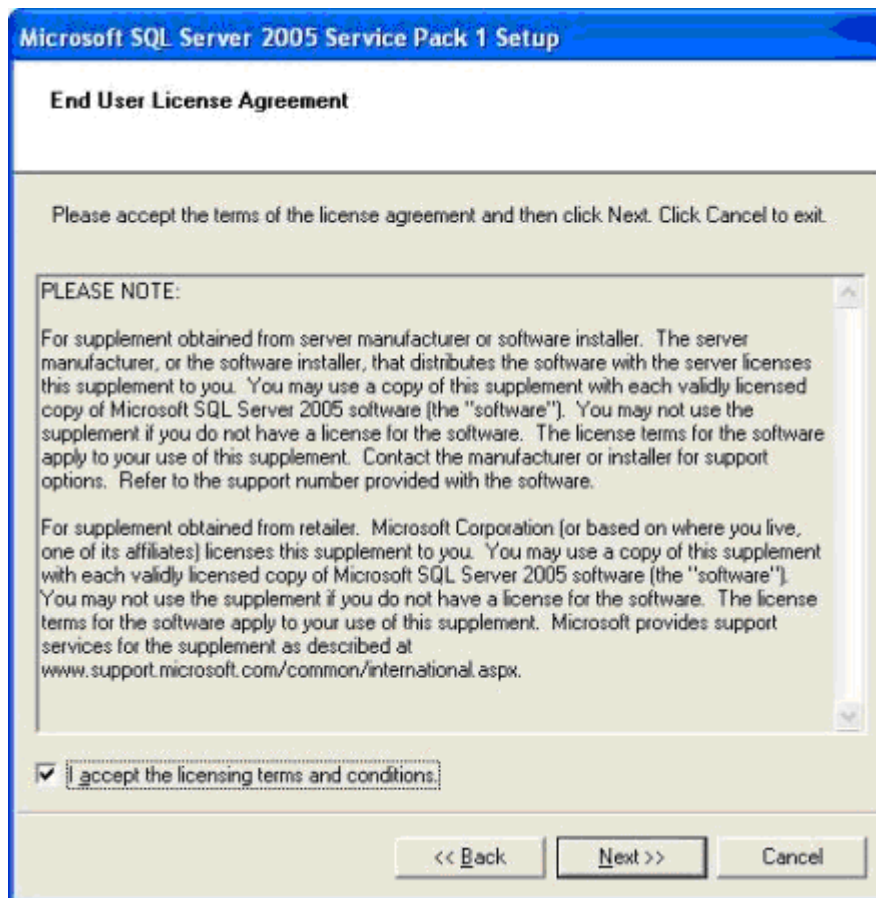 Microsoft SQL Server 2005 Service Pack 1 Setup
End User License Agreement
Please accept the terms of the license agreement and then click Next. Click Cancel to exit.
PLEASE NOTE:
For supplement obtained from server manufacturer or software installer.  The server
manufacturer, or the software installer, that distributes the software with the server licenses
this supplement to you.  You may use a copy of this supplement with each validly licensed
copy of Microsoft SQL Server 2005 software (the "software").  You may not use the
supplement if you do not have a license for the software.  The license terms for the software
apply to your use of this supplement.  Contact the manufacturer or installer for support
options.  Refer to the support number provided with the software.
For supplement obtained from retailer.  Microsoft Corporation (or based on where you live,
one of its affiliates) licenses this supplement to you.  You may use a copy of this supplement
with each validly licensed copy of Microsoft SQL Server 2005 software (the "software").
You may not use the supplement if you do not have a license for the software.  The license
terms for the software apply to your use of this supplement.  Microsoft provides support
services for the supplement as described at
www.support.microsoft.com/common/international.aspx.
I accept the licensing terms and conditions.
<< Back
Next >>
Cancel